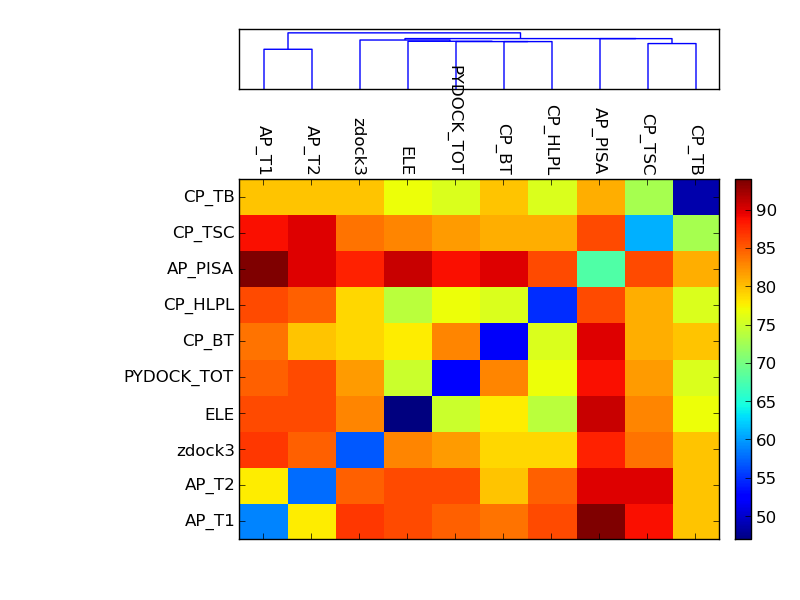 AP_T1
AP_T2
zdock3
ELE
PYDOCK_TOT
CP_BT
CP_HLPL
AP_PISA
CP_TSC
CP_TB
CP_TB
CP_TSC
AP_PISA
CP_HLPL
CP_BT
PYDOCK_TOT
ELE
zdock3
AP_T2
AP_T1
90
85
80
75
70
65
60
55
50